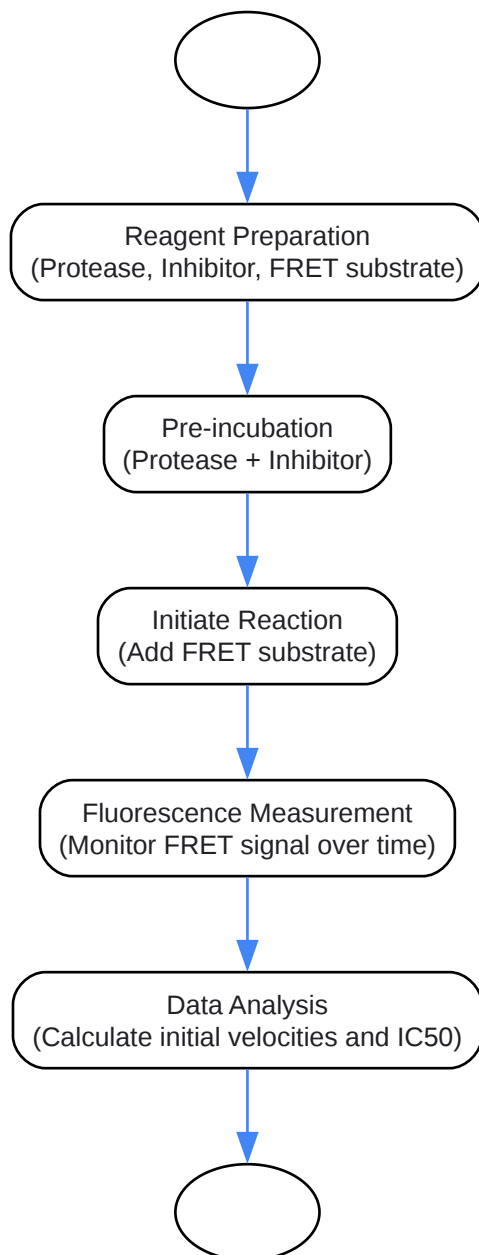 Reagent Preparation
(Protease, Inhibitor, FRET substrate)
Pre-incubation
(Protease + Inhibitor)
Initiate Reaction
(Add FRET substrate)
Fluorescence Measurement
(Monitor FRET signal over time)
Data Analysis
(Calculate initial velocities and IC50)